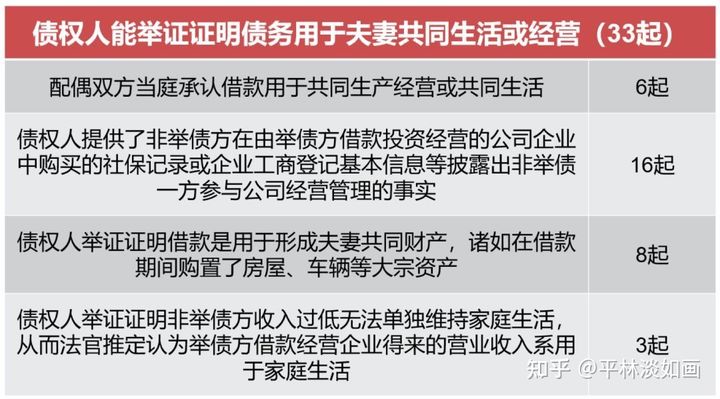 债权人能举证证明债务用于夫妻共同生活或经营（33起）
配偶双方当庭承认借款用于共同生产经营或共同生活
6起
债权人提供了非举债方在由举债方借款投资经营的公司企业
中购买的社保记录或企业工商登记基本信息等披露出非举债
一方参与公司经营管理的事实
16起
债权人举证证明借款是用于形成夫妻共同财产，诸如在借款
期间购置了房屋、车辆等大宗资产
8起
债权人举证证明非举债方收入过低无法单独维持家庭生活，
从而法官推定认为举债方借款经营企业得来的营业收入系用
于家庭生活
3起
知乎 @平林淡如画